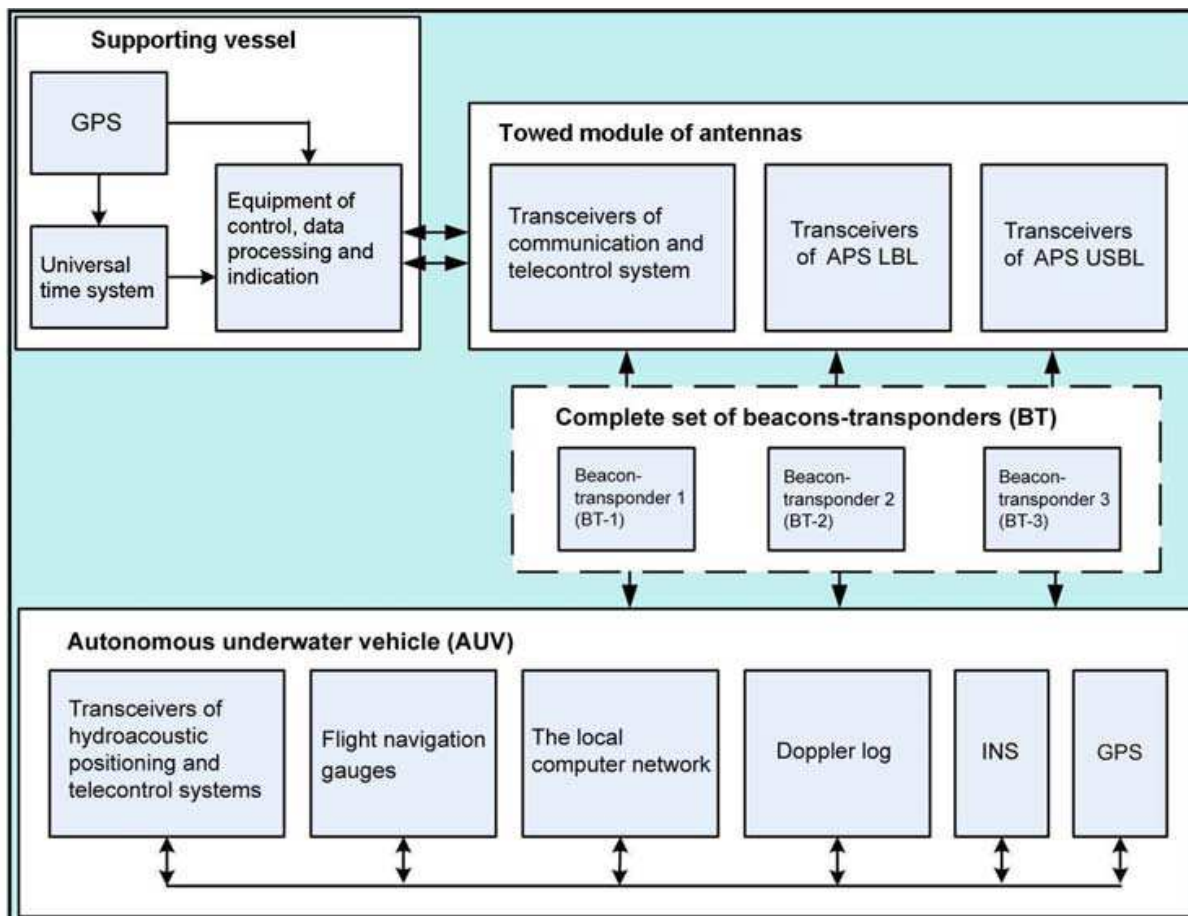 Supporting vessel
GPS
Universal
time system
Equipment of
control, data
processing and
indication
Towed module of antennas
Transceivers of
communication and
telecontrol system
Transceivers
of APS LBL
Transceivers
of APS USBL
Complete set of beacons-transponders (BT)
Beacon-
transponder 1
(BT-1)
Beacon-
transponder 2
(BT-2)
Beacon-
transponder 3
(BT-3)
Autonomous underwater vehicle (AUV)
Transceivers of
hydroacoustic
positioning and
telecontrol systems
Flight navigation
gauges
The local
computer network
Doppler log
INS
GPS